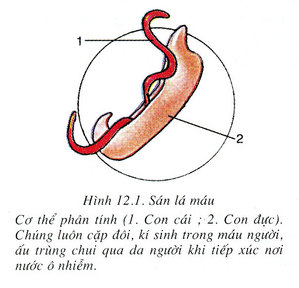 1
2
Hình 12.1. Sán lá máu
Cơ thể phân tính (1. Con cái ; 2. Con đực).
Chúng luôn cặp đôi, kí sinh trong máu người,
ấu trùng chui qua da người khi tiếp xúc nơi
nước ô nhiễm.